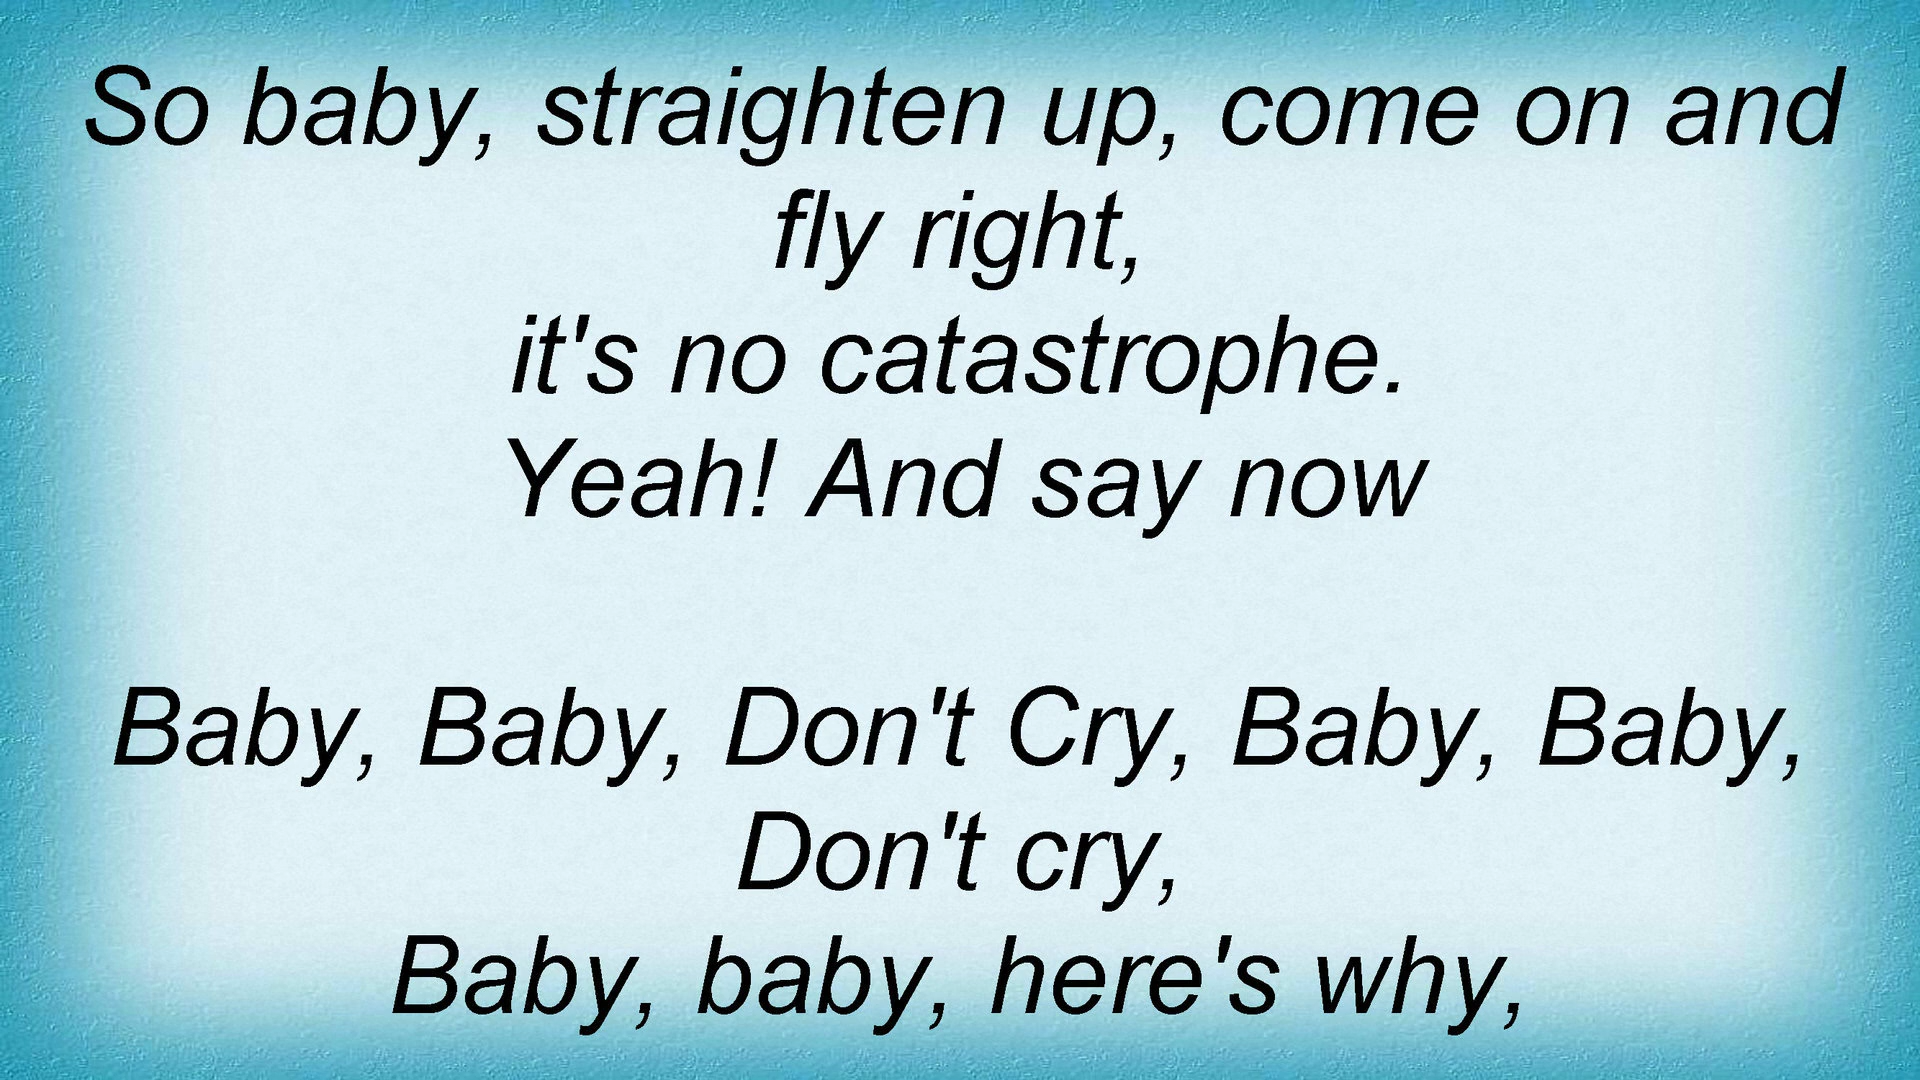 So baby, straighten up, come on and
fly right,
it's no catastrophe.
Yeah! And say now
Baby, Baby, Don't Cry, Baby, Baby,
Don't cry,
Baby, baby, here's why,